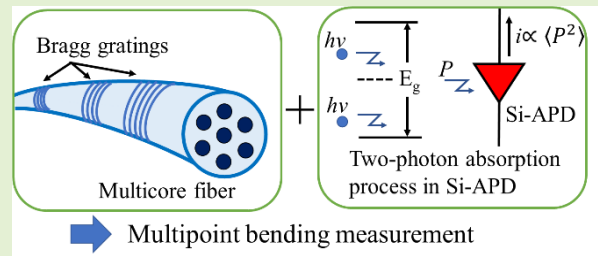 Bragg gratings
Multicore fiber
+
hν
hν
E_g
P
i∝ ⟨P²⟩
Si-APD
Two-photon absorption
process in Si-APD
Multipoint bending measurement